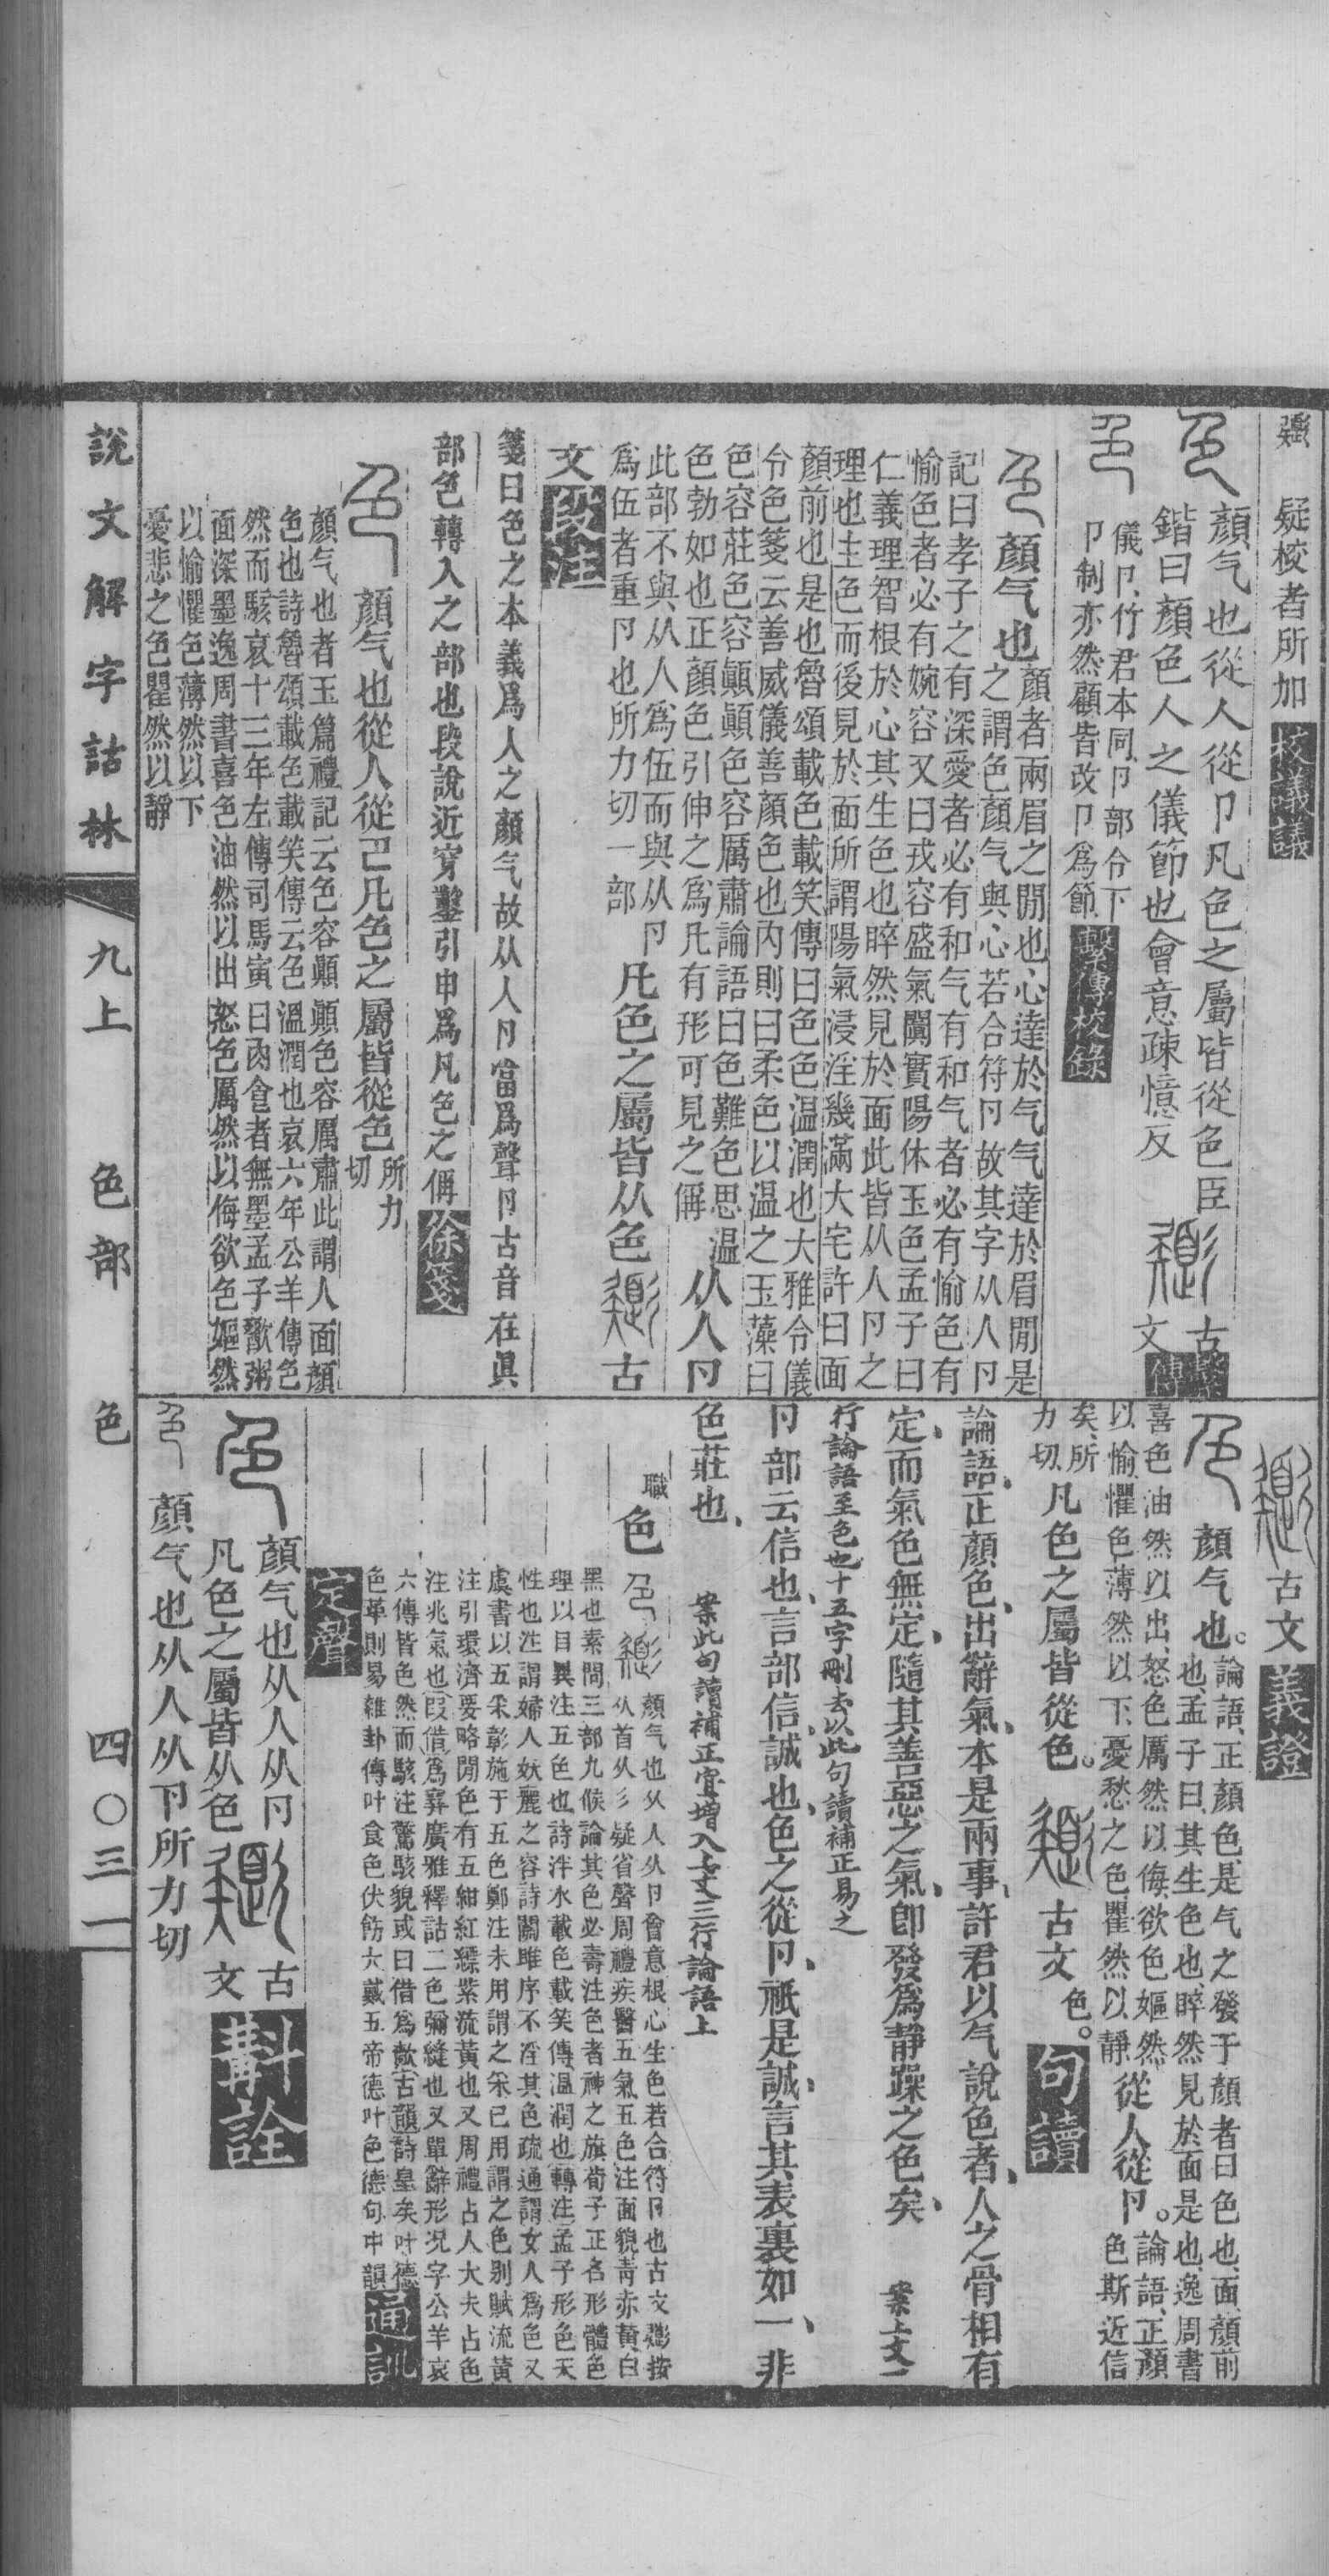 疑校者所加 校議議
顏气也從人從卪凡色之屬皆從色臣
鍇曰顏色人之儀節也會意疎憶反
古
文
繫傳
儀卪竹君本同卪部令下
卪制亦然顧皆改卪爲節
繫傳校錄
顏气也
顏者兩眉之閒也心達於气气達於眉閒是
之謂色顏气與心若合符卪故其字从人卪
記曰孝子之有深愛者必有和气有和气者必有愉色有
愉色者必有婉容又曰戎容盛氣闐實陽休玉色孟子曰
仁義理智根於心其生色也睟然見於面此皆从人卪之
理也主色而後見於面所謂陽氣浸淫幾滿大宅許曰面
顏前也是也魯頌載色載笑傳曰色色温潤也大雅令儀
令色箋云善威儀善顏色也內則曰柔色以温之玉藻曰
色容莊色容顚顚色容厲肅論語曰色難色思温
色勃如也正顏色引伸之爲凡有形可見之偁
从人卪
此部不與从人爲伍而與从卪
爲伍者重卪也所力切一部
凡色之屬皆从色
古
文 段注
箋曰色之本義爲人之顏气故从人卪當爲聲卪古音在眞
部色轉入之部也段說近穿鑿引申爲凡色之偁 徐箋
顏气也從人從卪凡色之屬皆從色 所力
切
顏气也者玉篇禮記云色容顚顚色容厲肅此謂人面顏
色也詩魯頌載色載笑傳云色溫潤也哀六年公羊傳色
然而駭哀十三年左傳司馬寅曰肉食者無墨孟子歠粥
面深墨逸周書喜色油然以出怒色厲然以侮欲色嫗然
以愉懼色薄然以下
憂悲之色瞿然以靜
古文 義證
顏气也。
論語、正顏色、是气之發于顏者曰色也、面、顏前
也、孟子曰、其生色也、睟然見於面、是也、逸周書
喜色油然以出、怒色厲然以侮、欲色嫗然
以愉、懼色薄然以下、憂愁之色、瞿然以靜、
從人從卪。
論語、正顏
色斯近信
矣、所
力切、
凡色之屬皆從色。
古文色。
句讀
論語、正顏色、出辭氣、本是兩事、許君以气說色者、人之骨相有
定、而氣色無定、隨其善惡之氣、卽發爲靜躁之色矣、
案上文一
行論語至色也十五字刪去以此句讀補正易之
卪部云信也、言部信、誠也、色之從卪、祇是誠、言其表裏如一、非
色莊也、
案此句讀補正宜增入上文三行論語上
職
色
顏气也从人从卪會意根心生色若合符卪也古文按
从首从彡疑省聲周禮疾醫五氣五色注面貌青赤黃白
黑也素問三部九候論其色必壽注色者神之旗荀子正名形體色
理以目異注五色也詩泮水載色載笑傳温潤也轉注孟子形色天
性也注謂婦人妖麗之容詩關雎序不淫其色疏通謂女人爲色又
虞書以五采彰施于五色鄭注未用謂之采已用謂之色別賦流黃
注引環濟要略閒色有五紺紅縹紫流黃也又周禮占人大夫占色
注兆氣也叚借爲彛廣雅釋詁二色彌縫也又單辭形況字公羊哀
六傳皆色然而駭注驚駭貌或曰借爲歞古韻詩皇矣叶德
色革則易雜卦傳叶食色伏飭大戴五帝德叶色德句中韻
通訓
定聲
顏气也从人从卪
凡色之屬皆从色
古
文
斠詮
顏气也从人从卪所力切
說文解字詁林
九上
色部
色
四〇三一